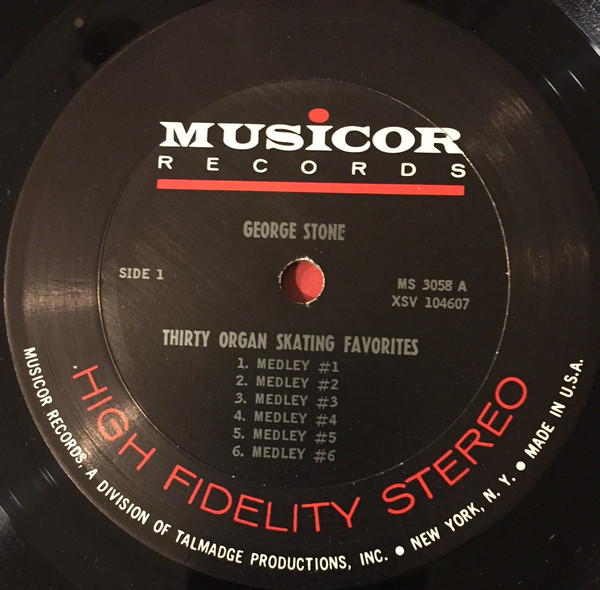 MUSICOR
RECORDS
GEORGE STONE
SIDE 1
MS 3058 A
XSV 104607
THIRTY ORGAN SKATING FAVORITES
1. MEDLEY #1
2. MEDLEY #2
3. MEDLEY #3
4. MEDLEY #4
5. MEDLEY #5
6. MEDLEY #6
HIGH FIDELITY STEREO
MUSICOR RECORDS, A DIVISION OF TALMADGE PRODUCTIONS, INC. ● NEW YORK, N. Y. ● MADE IN U.S.A.